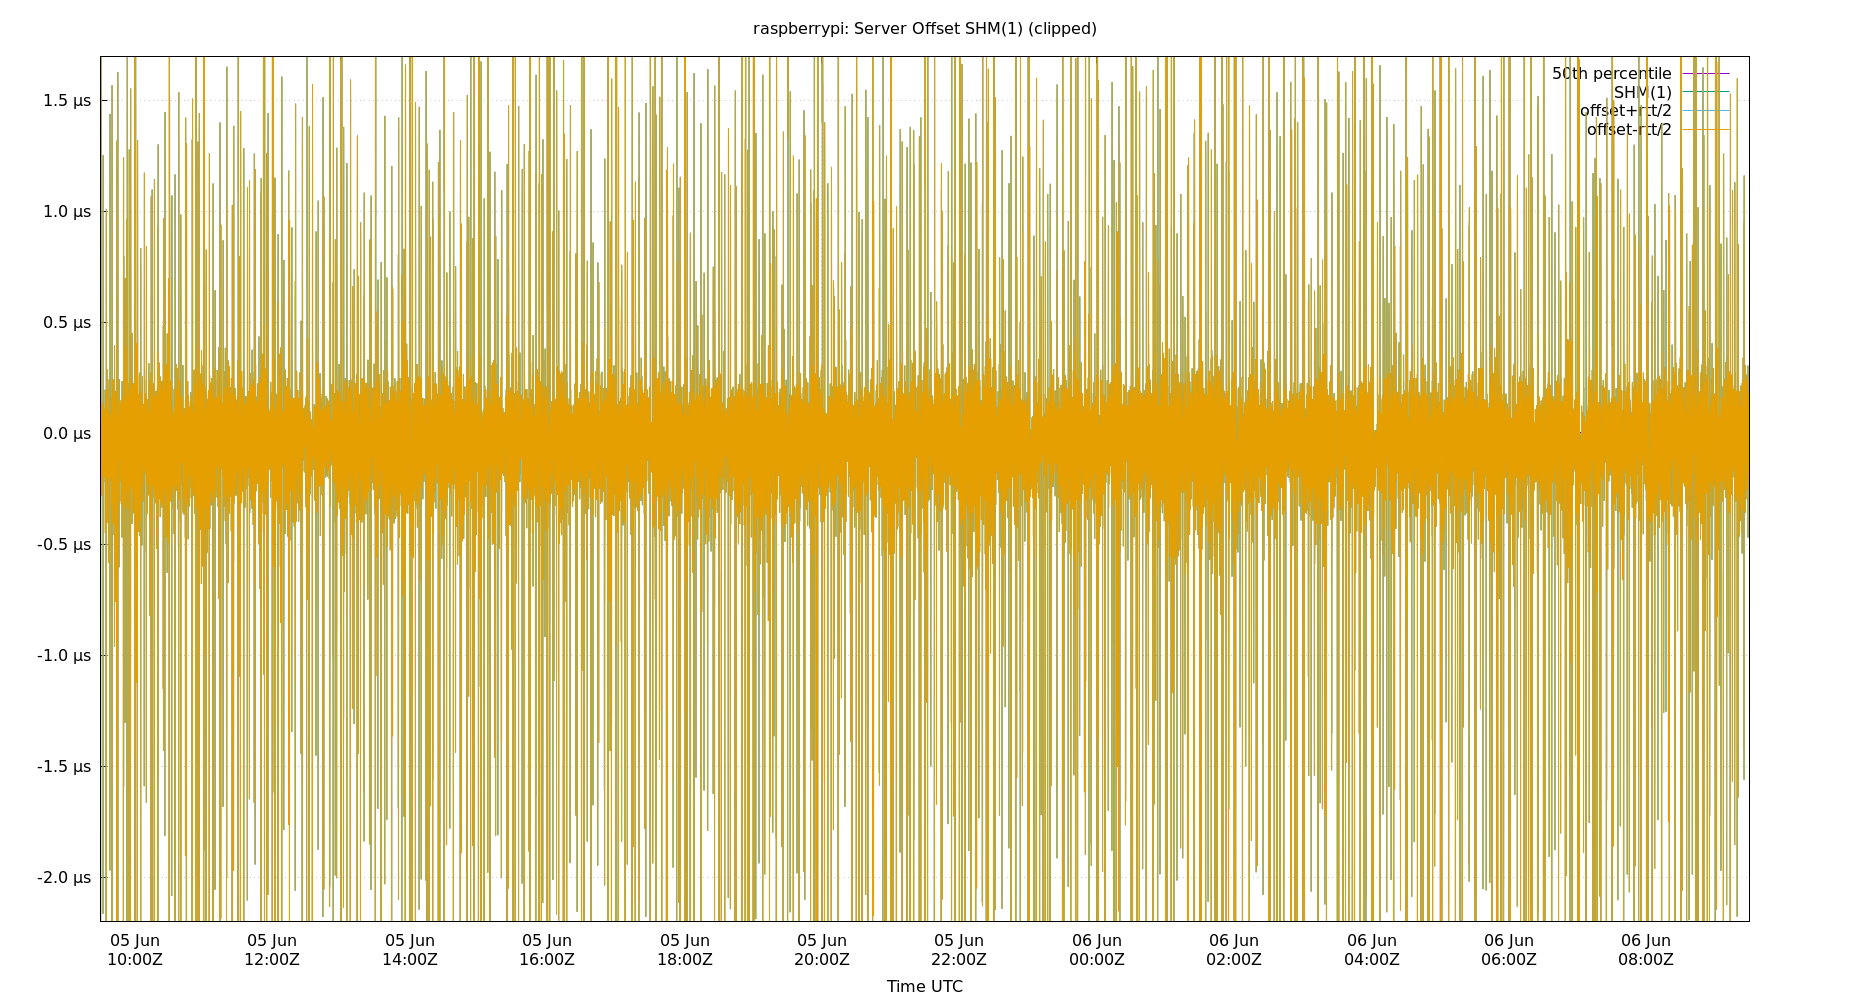 raspberrypi: Server Offset SHM(1) (clipped)
50th percentile
SHM(1)
offset+rtt/2
offset-rtt/2
1.5 µs
1.0 µs
0.5 µs
0.0 µs
-0.5 µs
-1.0 µs
-1.5 µs
-2.0 µs
05 Jun 05 Jun 05 Jun 05 Jun 05 Jun 05 Jun 05 Jun 06 Jun 06 Jun 06 Jun 06 Jun 06 Jun
10:00Z 12:00Z 14:00Z 16:00Z 18:00Z 20:00Z 22:00Z 00:00Z 02:00Z 04:00Z 06:00Z 08:00Z
Time UTC